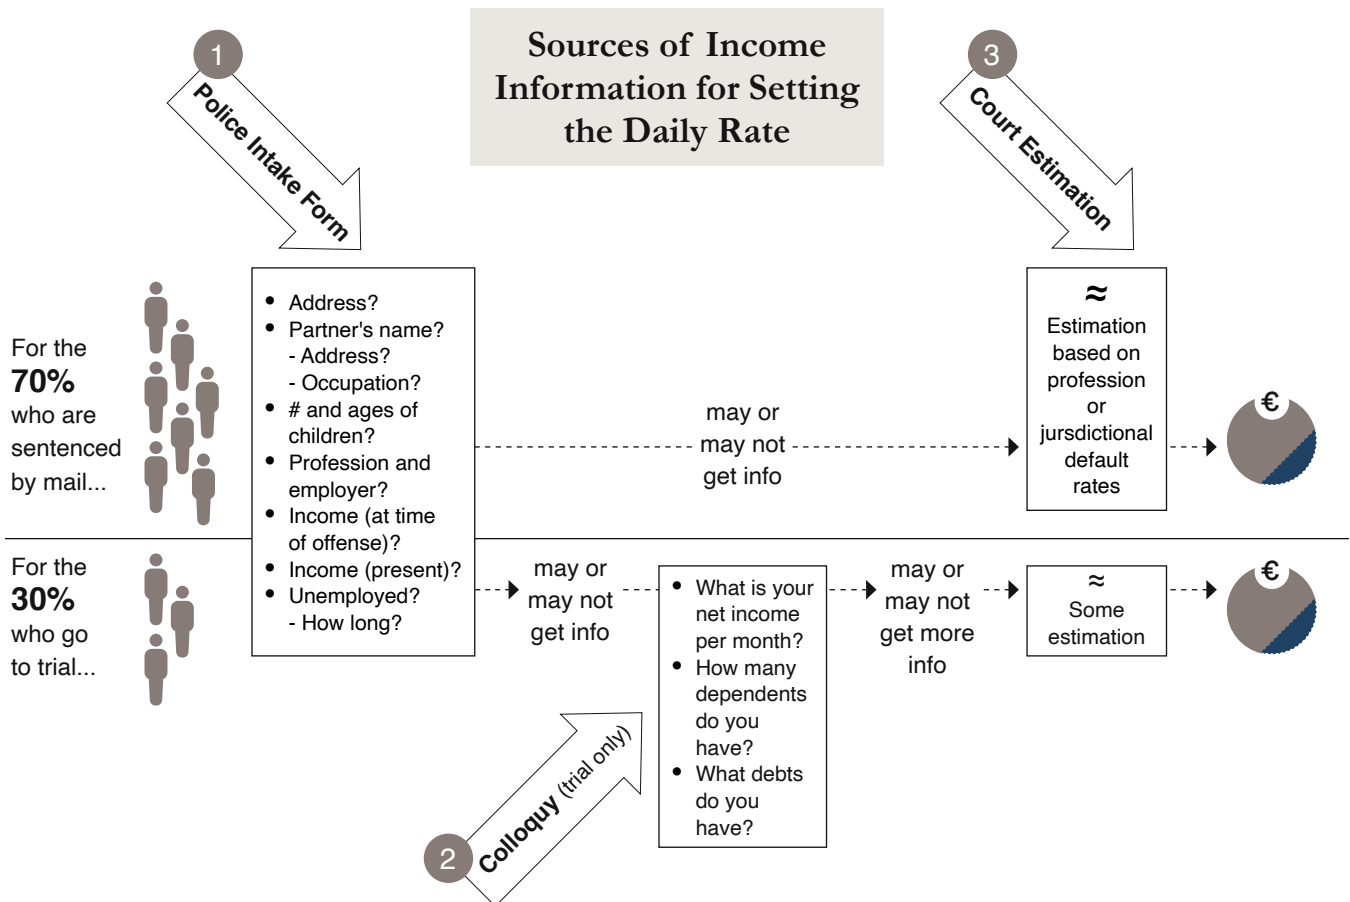 1
Police Intake Form
Sources of Income
Information for Setting
the Daily Rate
3
Court Estimation
For the
70%
who are
sentenced
by mail...
• Address?
• Partner's name?
- Address?
- Occupation?
• # and ages of
children?
• Profession and
employer?
• Income (at time
of offense)?
• Income (present)?
• Unemployed?
- How long?
may or
may not
get info
≈
Estimation
based on
profession
or
jursdictional
default
rates
€
For the
30%
who go
to trial...
may or
may not
get info
• What is your
net income
per month?
• How many
dependents
do you
have?
• What debts
do you
have?
may or
may not
get more
info
≈
Some
estimation
€
2
Colloquy (trial only)